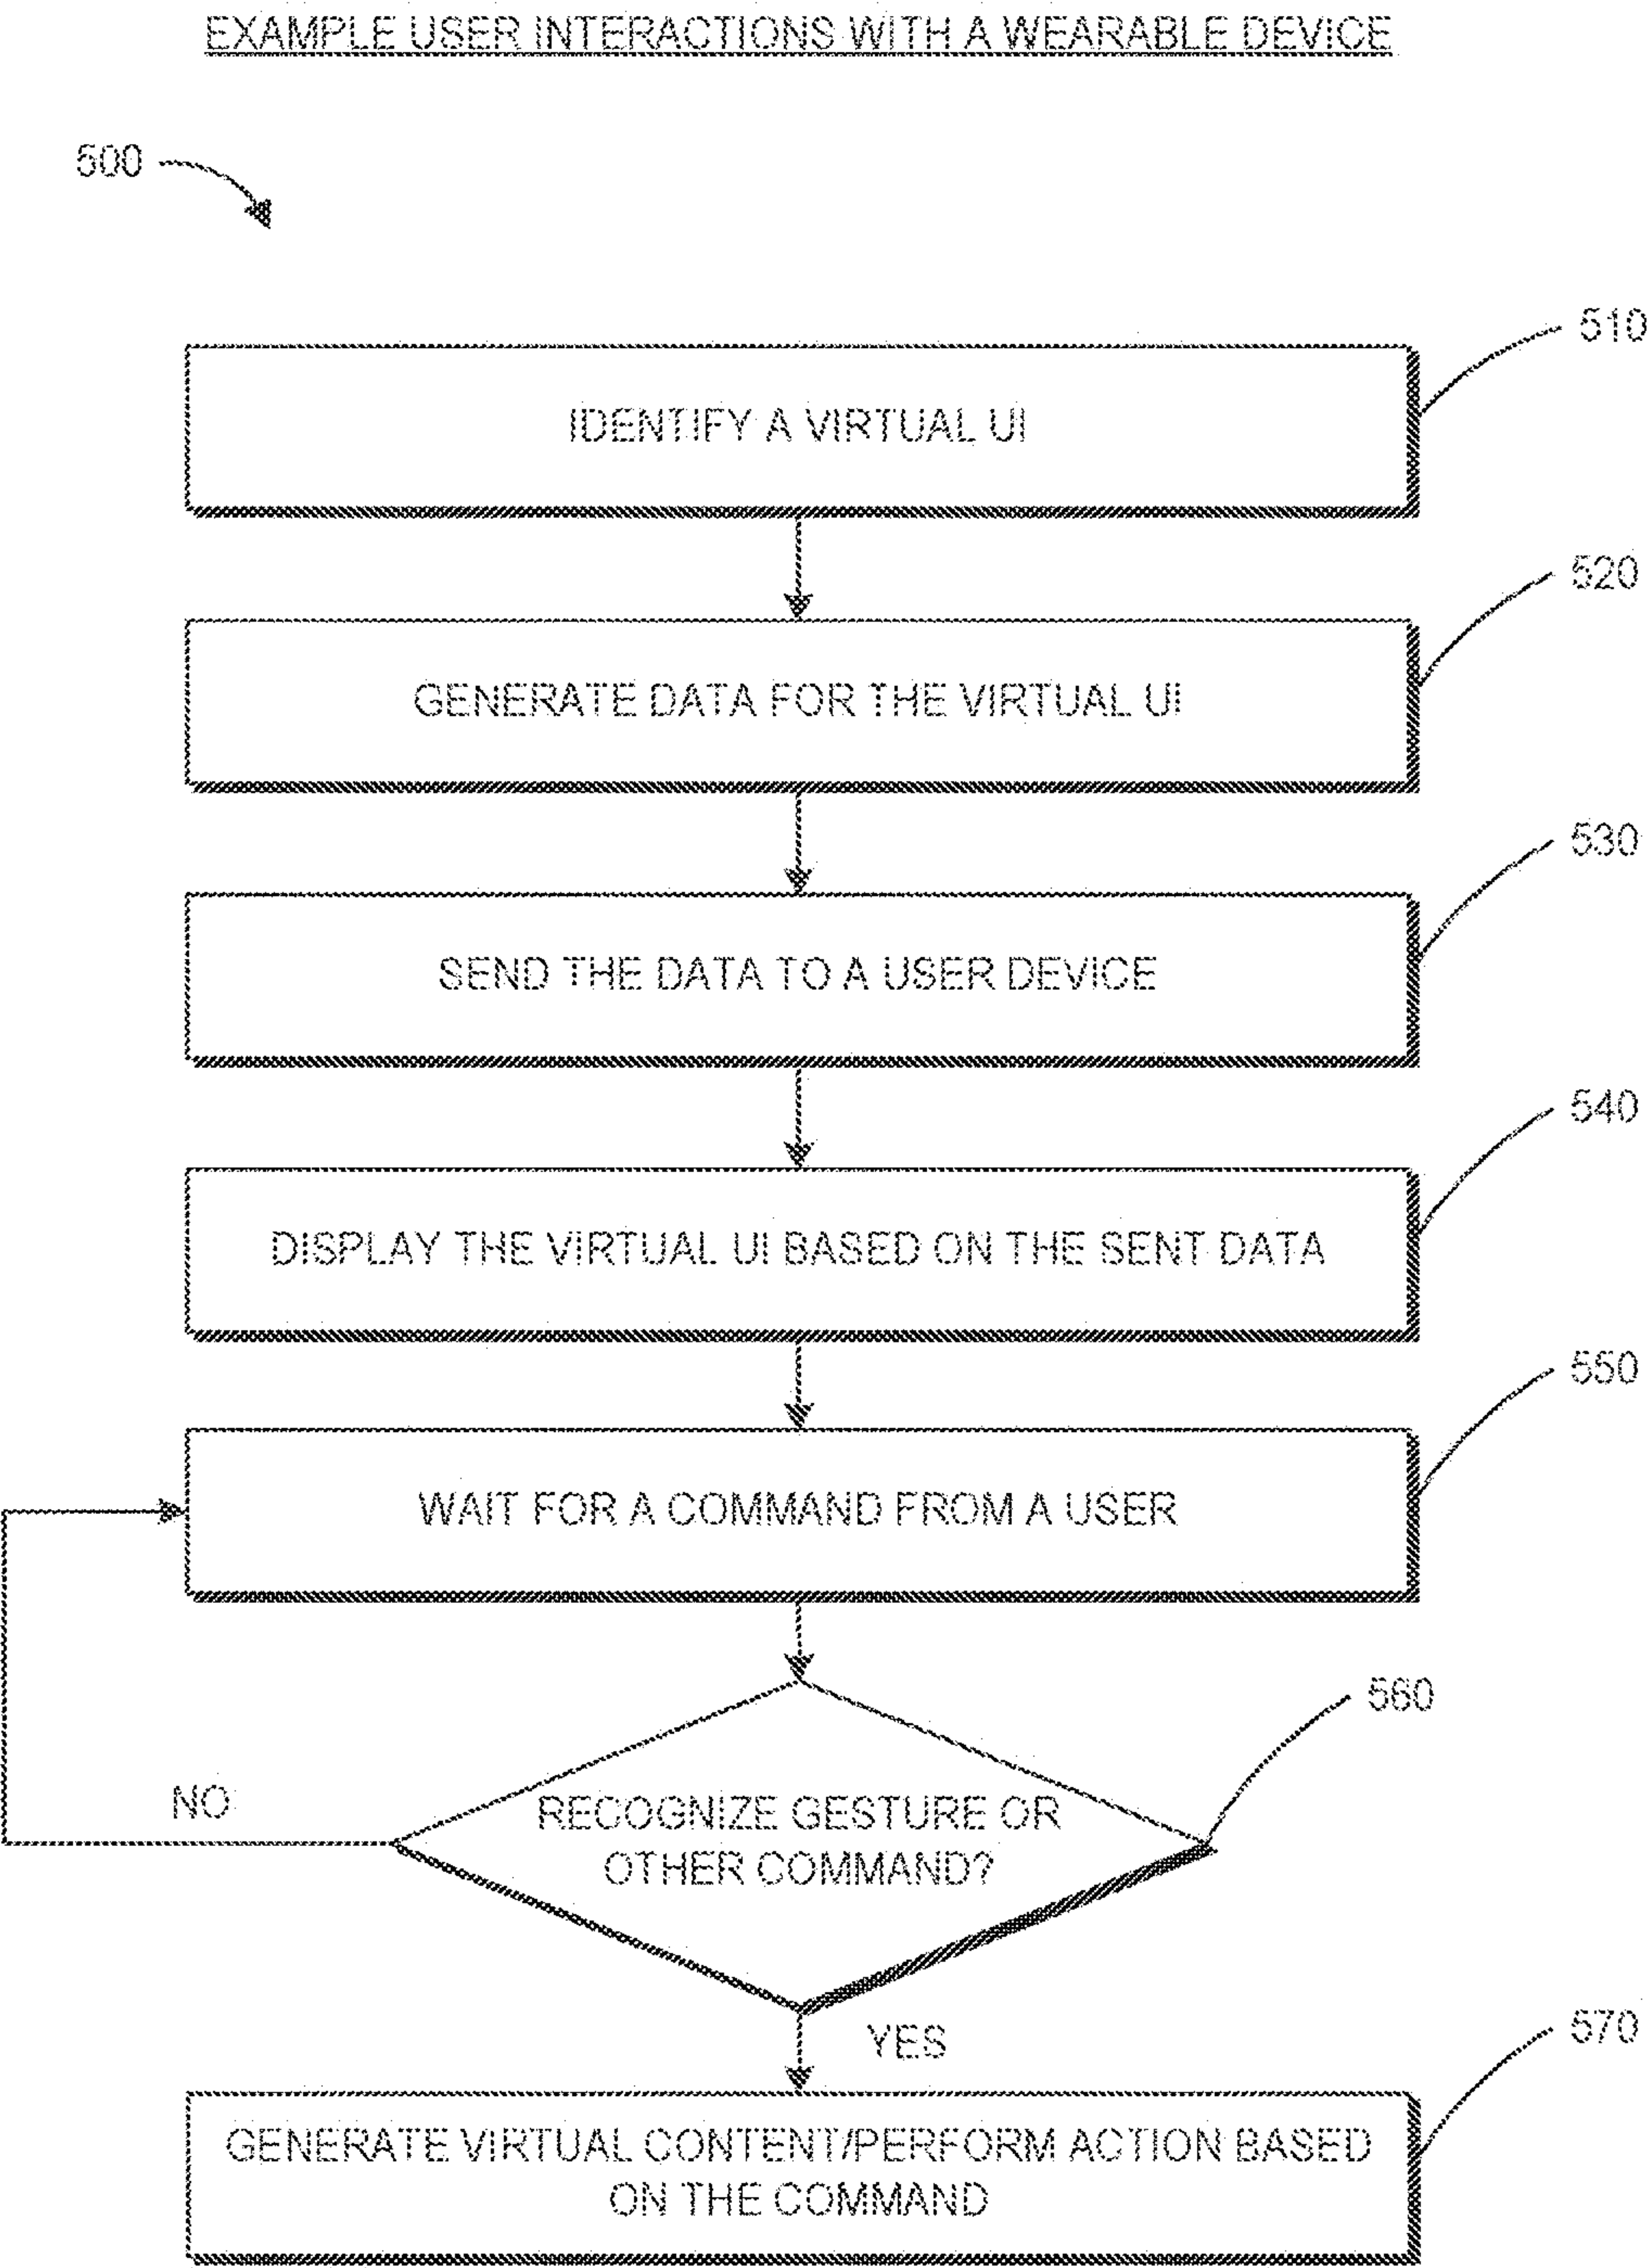 EXAMPLE USER INTERACTIONS WITH A WEARABLE DEVICE
500
510
IDENTIFY A VIRTUAL UI
520
GENERATE DATA FOR THE VIRTUAL UI
530
SEND THE DATA TO A USER DEVICE
540
DISPLAY THE VIRTUAL UI BASED ON THE SENT DATA
550
WAIT FOR A COMMAND FROM A USER
560
NO
RECOGNIZE GESTURE OR
OTHER COMMAND?
YES
570
GENERATE VIRTUAL CONTENT/PERFORM ACTION BASED
ON THE COMMAND